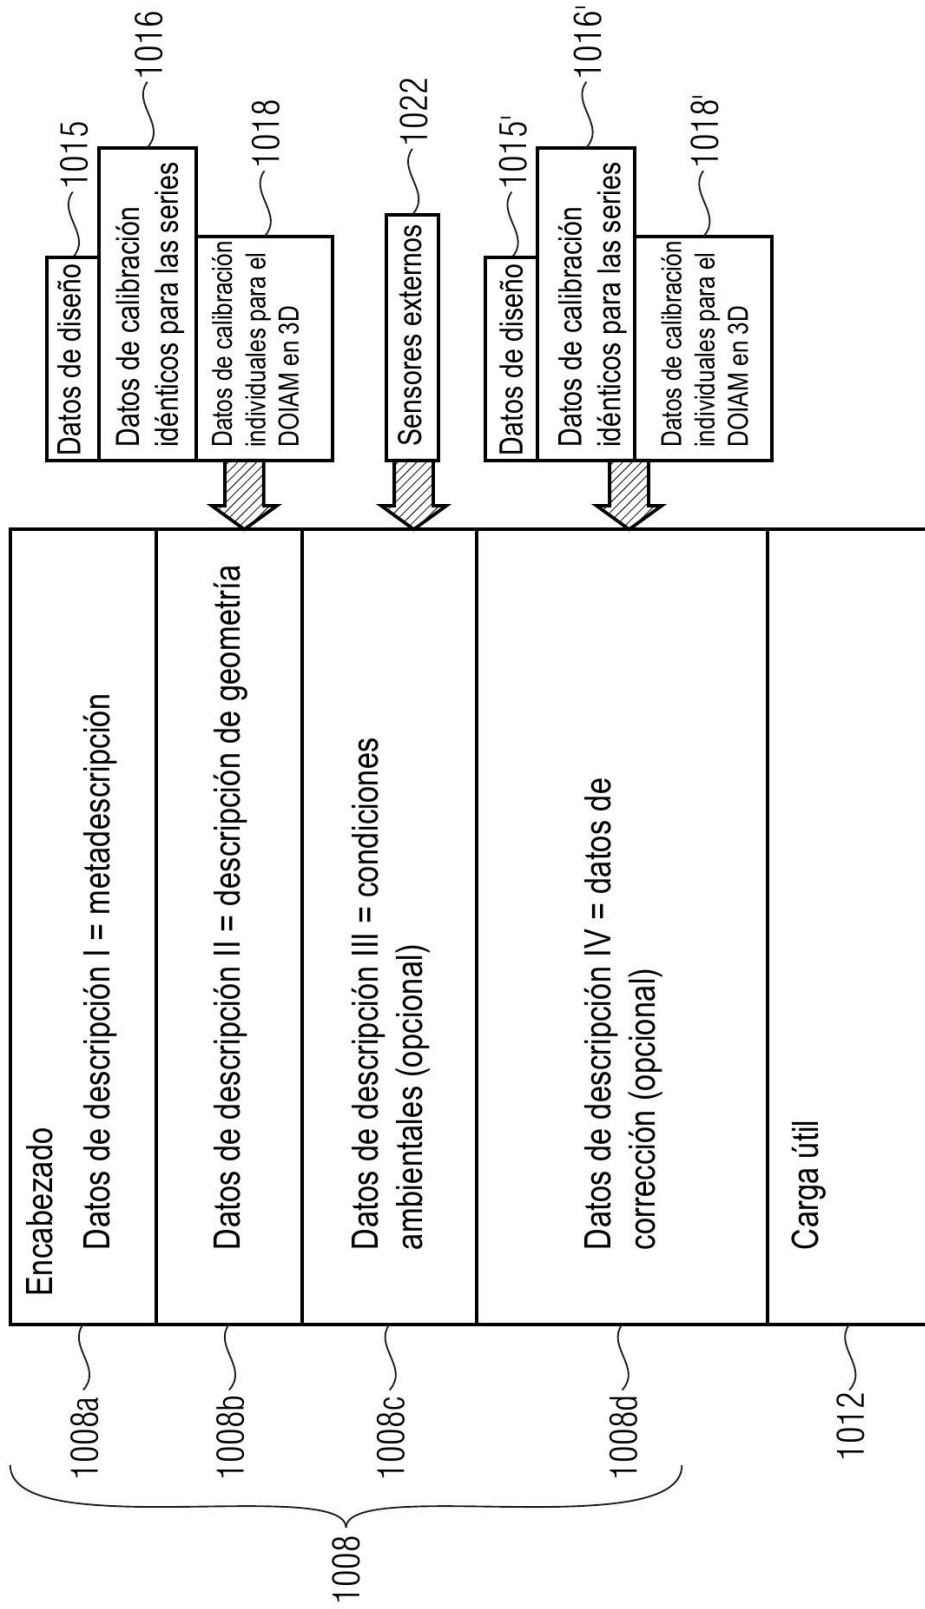 Encabezado
Datos de descripción I = metadescripción
Datos de descripción II = descripción de geometría
Datos de descripción III = condiciones
ambientales (opcional)
Datos de descripción IV = datos de
corrección (opcional)
Carga útil
1008
1008a
1008b
1008c
1008d
1012
Datos de diseño
1015
Datos de calibración
idénticos para las series
1016
Datos de calibración
individuales para el
DOIAM en 3D
1018
Sensores externos
1022
Datos de diseño
1015'
Datos de calibración
idénticos para las series
1016'
Datos de calibración
individuales para el
DOIAM en 3D
1018'